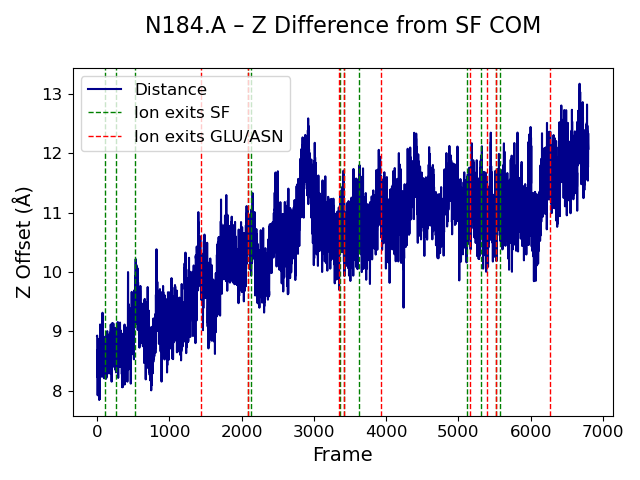 N184.A – Z Difference from SF COM
Distance
Ion exits SF
Ion exits GLU/ASN
Z Offset (Å)
13
12
11
10
9
8
0 1000 2000 3000 4000 5000 6000 7000
Frame